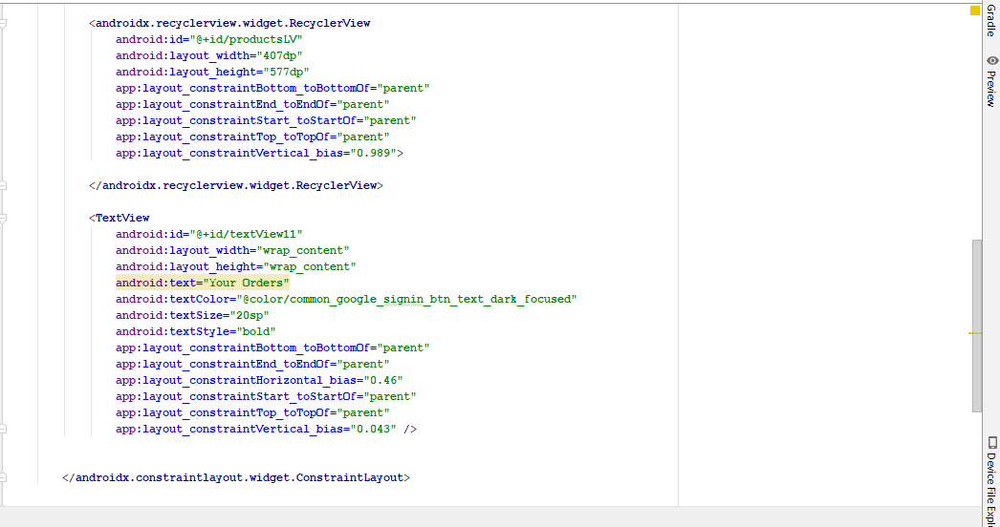 <androidx.recyclerview.widget.RecyclerView
android:id="@+id/productsLV"
android:layout_width="407dp"
android:layout_height="577dp"
app:layout_constraintBottom_toBottomOf="parent"
app:layout_constraintEnd_toEndOf="parent"
app:layout_constraintStart_toStartOf="parent"
app:layout_constraintTop_toTopOf="parent"
app:layout_constraintVertical_bias="0.989">
</androidx.recyclerview.widget.RecyclerView>
<TextView
android:id="@+id/textView11"
android:layout_width="wrap_content"
android:layout_height="wrap_content"
android:text="Your Orders"
android:textColor="@color/common_google_signin_btn_text_dark_focused"
android:textSize="20sp"
android:textStyle="bold"
app:layout_constraintBottom_toBottomOf="parent"
app:layout_constraintEnd_toEndOf="parent"
app:layout_constraintHorizontal_bias="0.46"
app:layout_constraintStart_toStartOf="parent"
app:layout_constraintTop_toTopOf="parent"
app:layout_constraintVertical_bias="0.043" />
</androidx.constraintlayout.widget.ConstraintLayout>
Gradle
Preview
Device File